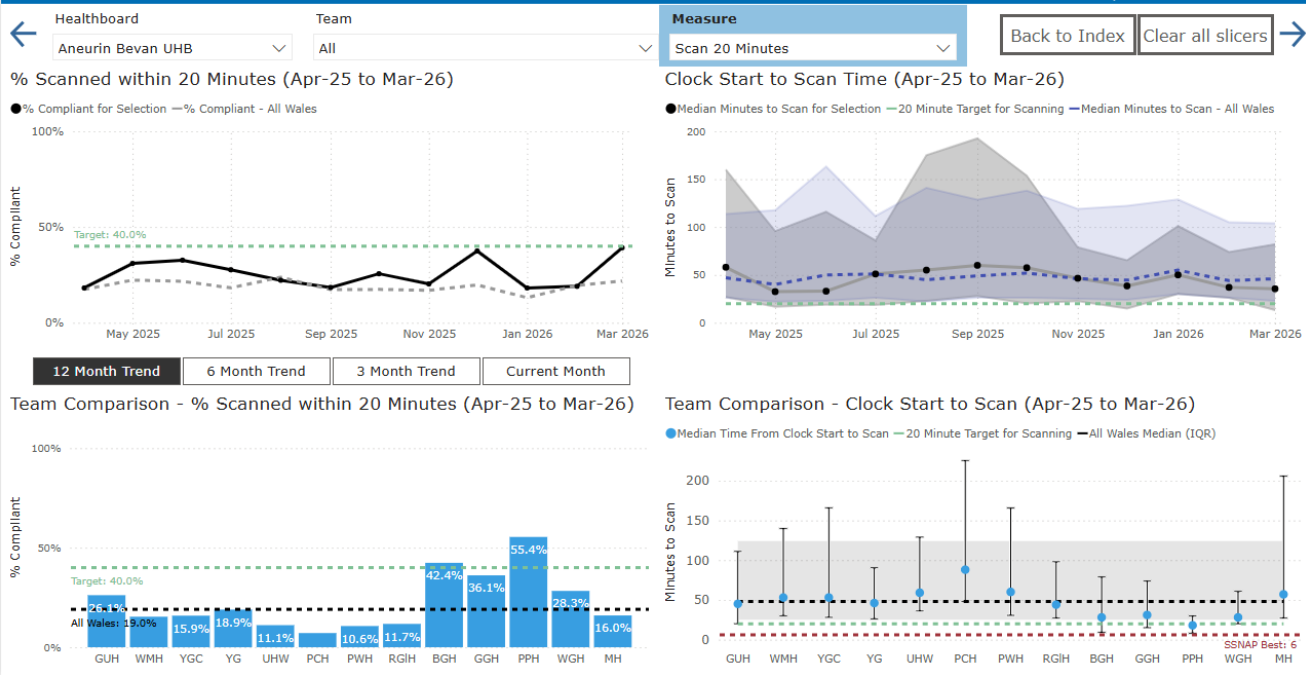 Healthboard
Team
Measure
Aneurin Bevan UHB
All
Scan 20 Minutes
Back to Index
Clear all slicers
% Scanned within 20 Minutes (Apr-25 to Mar-26)
% Compliant for Selection
% Compliant - All Wales
100%
50%
0%
% Compliant
Target: 40.0%
May 2025
Jul 2025
Sep 2025
Nov 2025
Jan 2026
Mar 2026
Clock Start to Scan Time (Apr-25 to Mar-26)
Median Minutes to Scan for Selection
20 Minute Target for Scanning
Median Minutes to Scan - All Wales
200
150
100
50
0
Minutes to Scan
May 2025
Jul 2025
Sep 2025
Nov 2025
Jan 2026
Mar 2026
12 Month Trend
6 Month Trend
3 Month Trend
Current Month
Team Comparison - % Scanned within 20 Minutes (Apr-25 to Mar-26)
100%
50%
0%
% Compliant
Target: 40.0%
All Wales: 19.0%
26.1%
15.9%
18.9%
11.1%
10.6%
11.7%
42.4%
36.1%
55.4%
28.3%
16.0%
GUH
WMH
YGC
YG
UHW
PCH
PWH
RGlH
BGH
GGH
PPH
WGH
MH
Team Comparison - Clock Start to Scan (Apr-25 to Mar-26)
Median Time From Clock Start to Scan
20 Minute Target for Scanning
All Wales Median (IQR)
200
150
100
50
0
Minutes to Scan
SSNAP Best: 6
GUH
WMH
YGC
YG
UHW
PCH
PWH
RGlH
BGH
GGH
PPH
WGH
MH